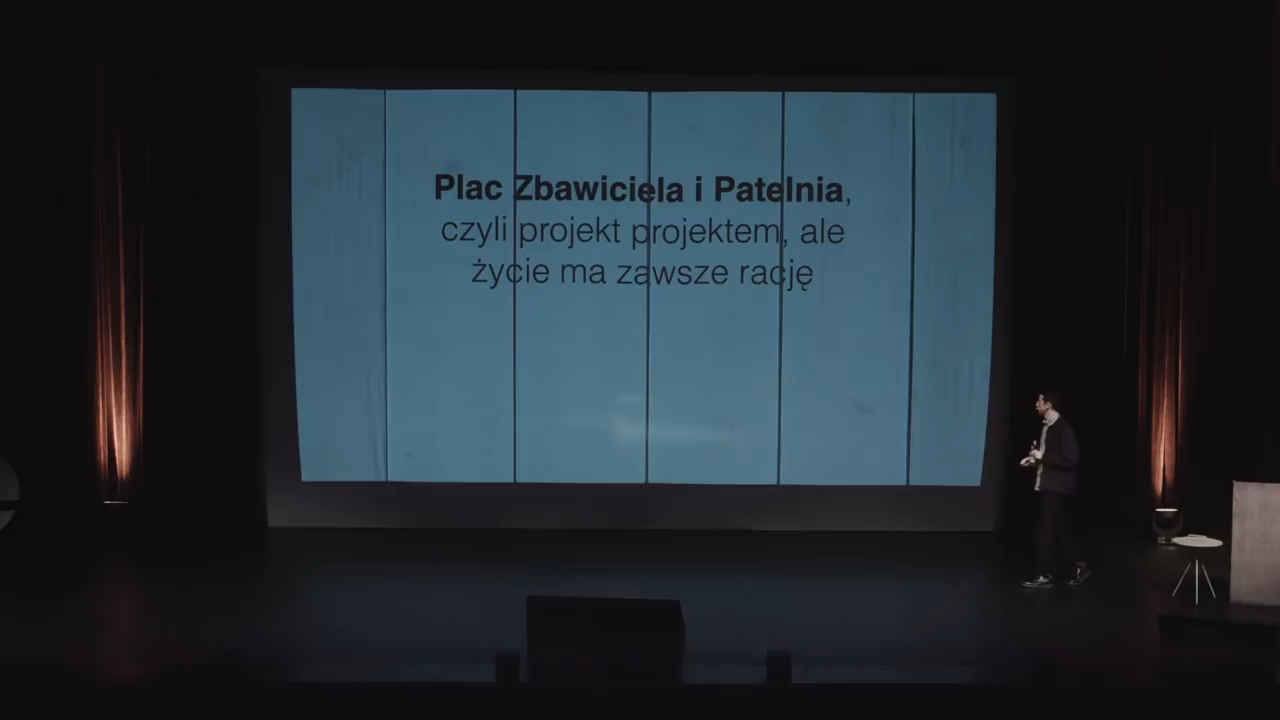 Plac Zbawiciela i Patelnia,
czyli projekt projektem, ale
życie ma zawsze rację